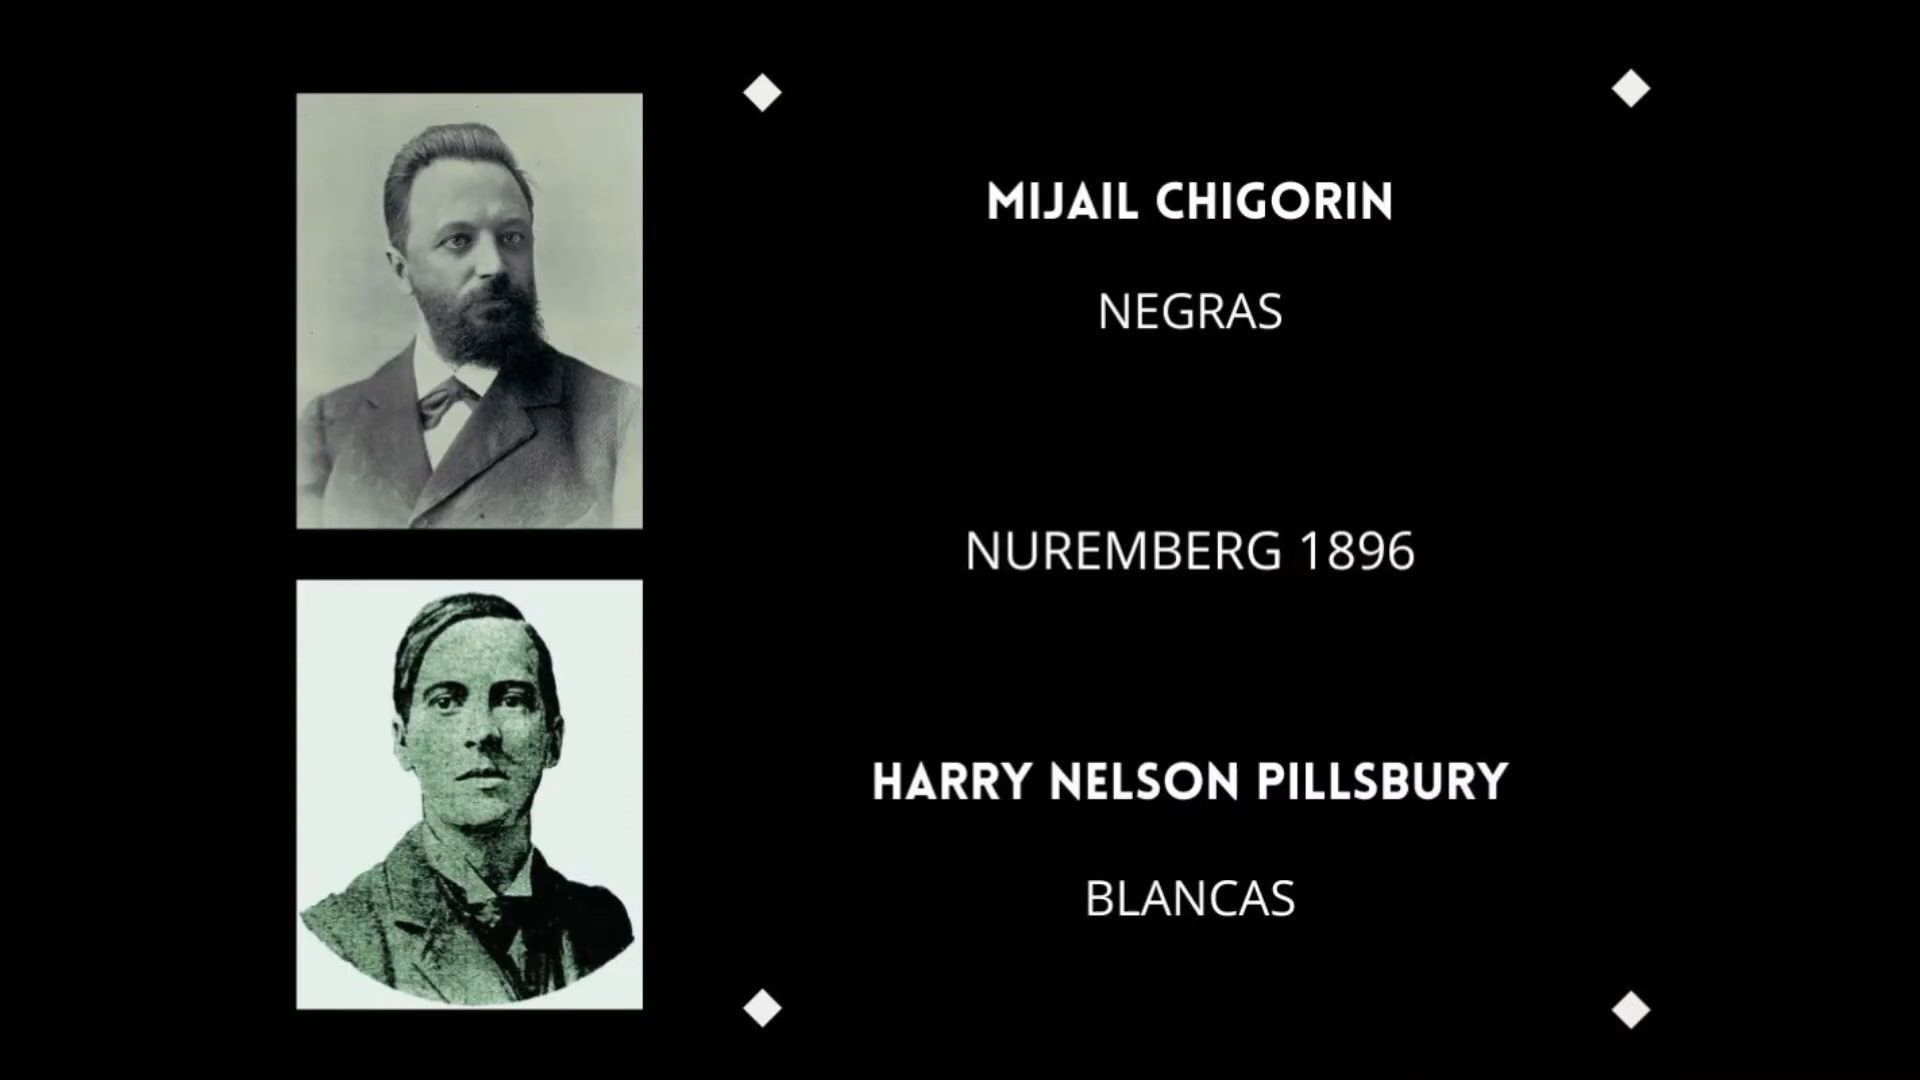 MIJAIL CHIGORIN
NEGRAS
NUREMBERG 1896
HARRY NELSON PILLSBURY
BLANCAS